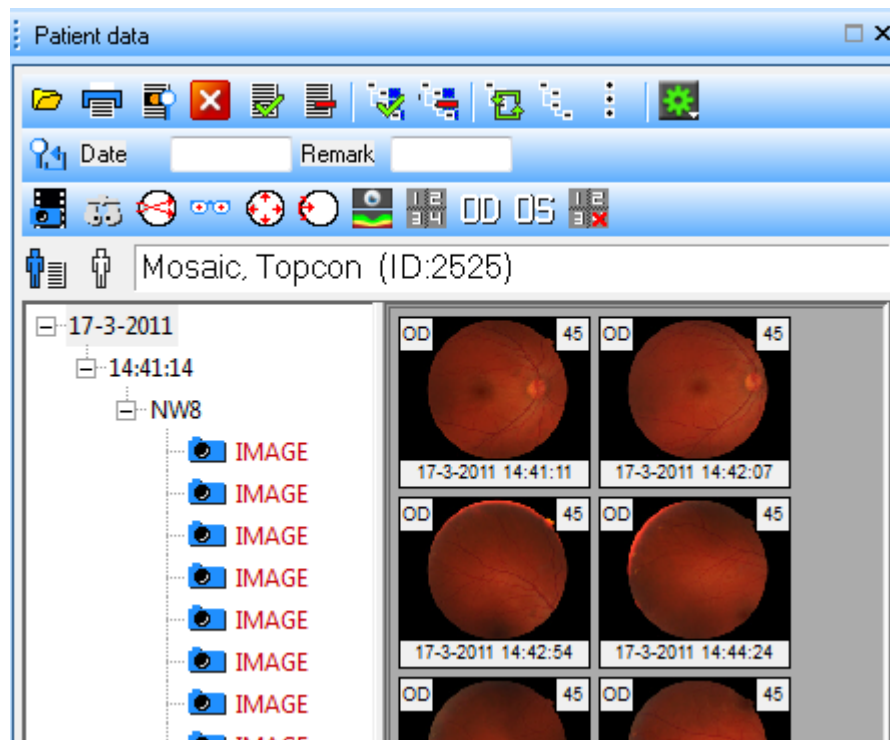 Patient data
Date Remark
OD OS
Mosaic, Topcon (ID:2525)
17-3-2011
14:41:14
NW8
IMAGE
IMAGE
IMAGE
IMAGE
IMAGE
IMAGE
IMAGE
IMAGE
OD 45 OD 45
17-3-2011 14:41:11 17-3-2011 14:42:07
OD 45 OD 45
17-3-2011 14:42:54 17-3-2011 14:44:24
OD 45 OD 45